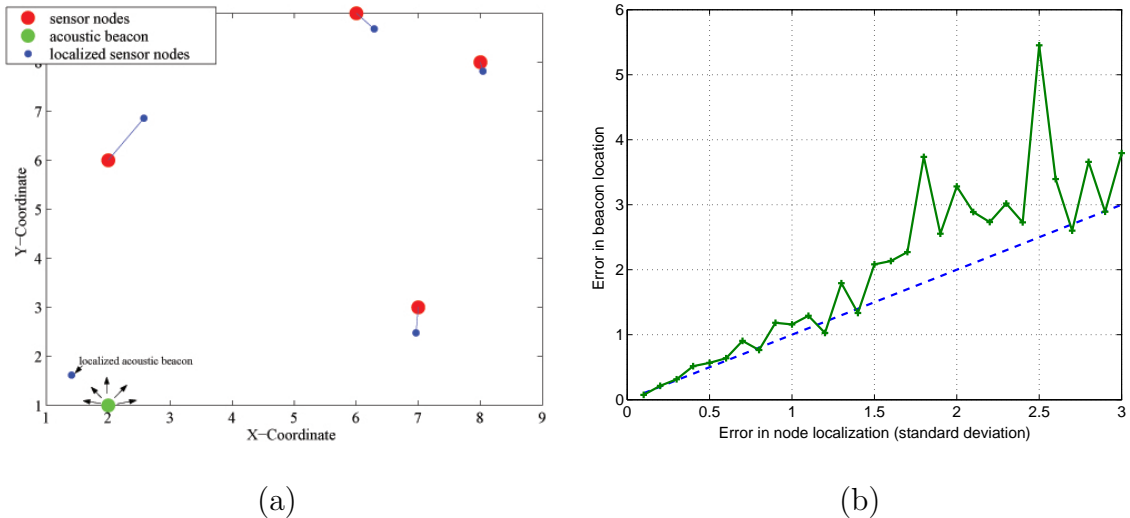 sensor nodes
acoustic beacon
localized sensor nodes
8
7
6
5
4
3
2
1
Y-Coordinate
localized acoustic beacon
1 2 3 4 5 6 7 8 9
X-Coordinate
(a)
6
5
4
3
2
1
0
Error in beacon location
0 0.5 1 1.5 2 2.5 3
Error in node localization (standard deviation)
(b)